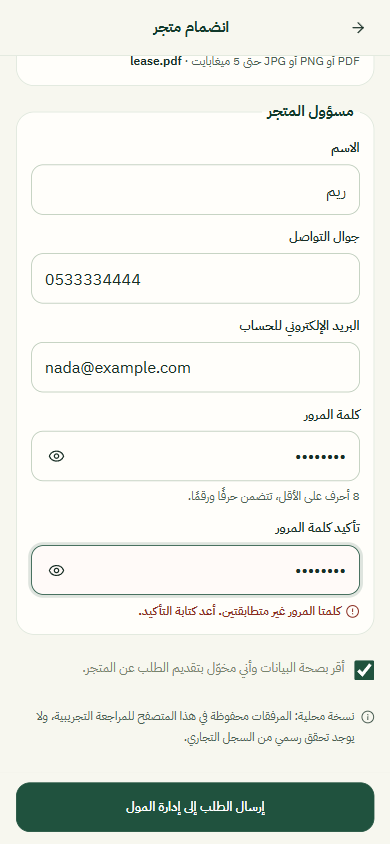 انضمام متجر
PDF أو PNG أو JPG حتى 5 ميغابايت · lease.pdf
مسؤول المتجر
الاسم
ريم
جوال التواصل
0533334444
البريد الإلكتروني للحساب
nada@example.com
كلمة المرور
••••••••
8 أحرف على الأقل، تتضمن حرفًا ورقمًا.
تأكيد كلمة المرور
••••••••
كلمتا المرور غير متطابقتين. أعد كتابة التأكيد.
أقر بصحة البيانات وأني مخوّل بتقديم الطلب عن المتجر.
نسخة محلية: المرفقات محفوظة في هذا المتصفح للمراجعة التجريبية، ولا
يوجد تحقق رسمي من السجل التجاري.
إرسال الطلب إلى إدارة المول